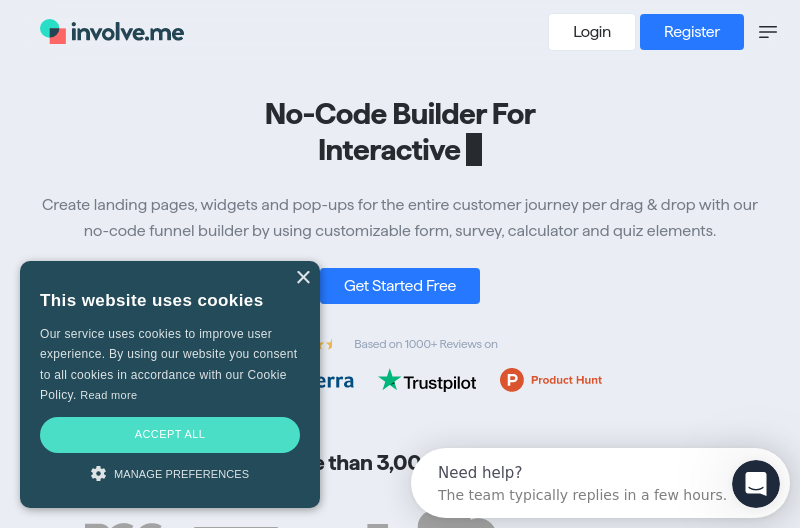 involve.me
Login
Register
No-Code Builder For
Interactive
Create landing pages, widgets and pop-ups for the entire customer journey per drag & drop with our
no-code funnel builder by using customizable form, survey, calculator and quiz elements.
Get Started Free
Based on 1000+ Reviews on
Trustpilot
P Product Hunt
than 3,00
This website uses cookies
Our service uses cookies to improve user
experience. By using our website you consent
to all cookies in accordance with our Cookie
Policy. Read more
ACCEPT ALL
MANAGE PREFERENCES
Need help?
The team typically replies in a few hours.